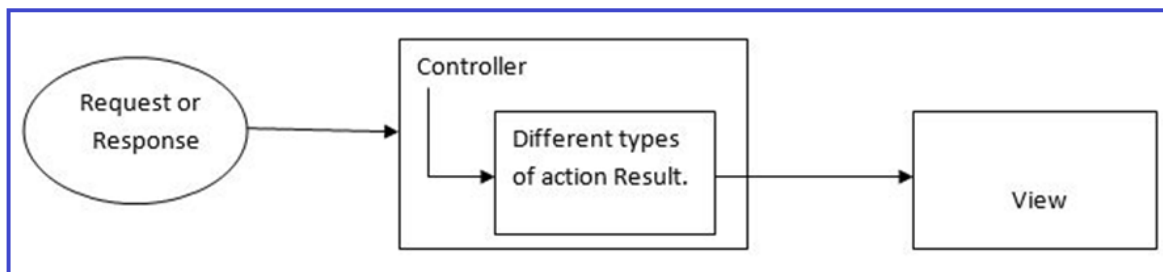 Request or
Response
Controller
Different types
of action Result.
View